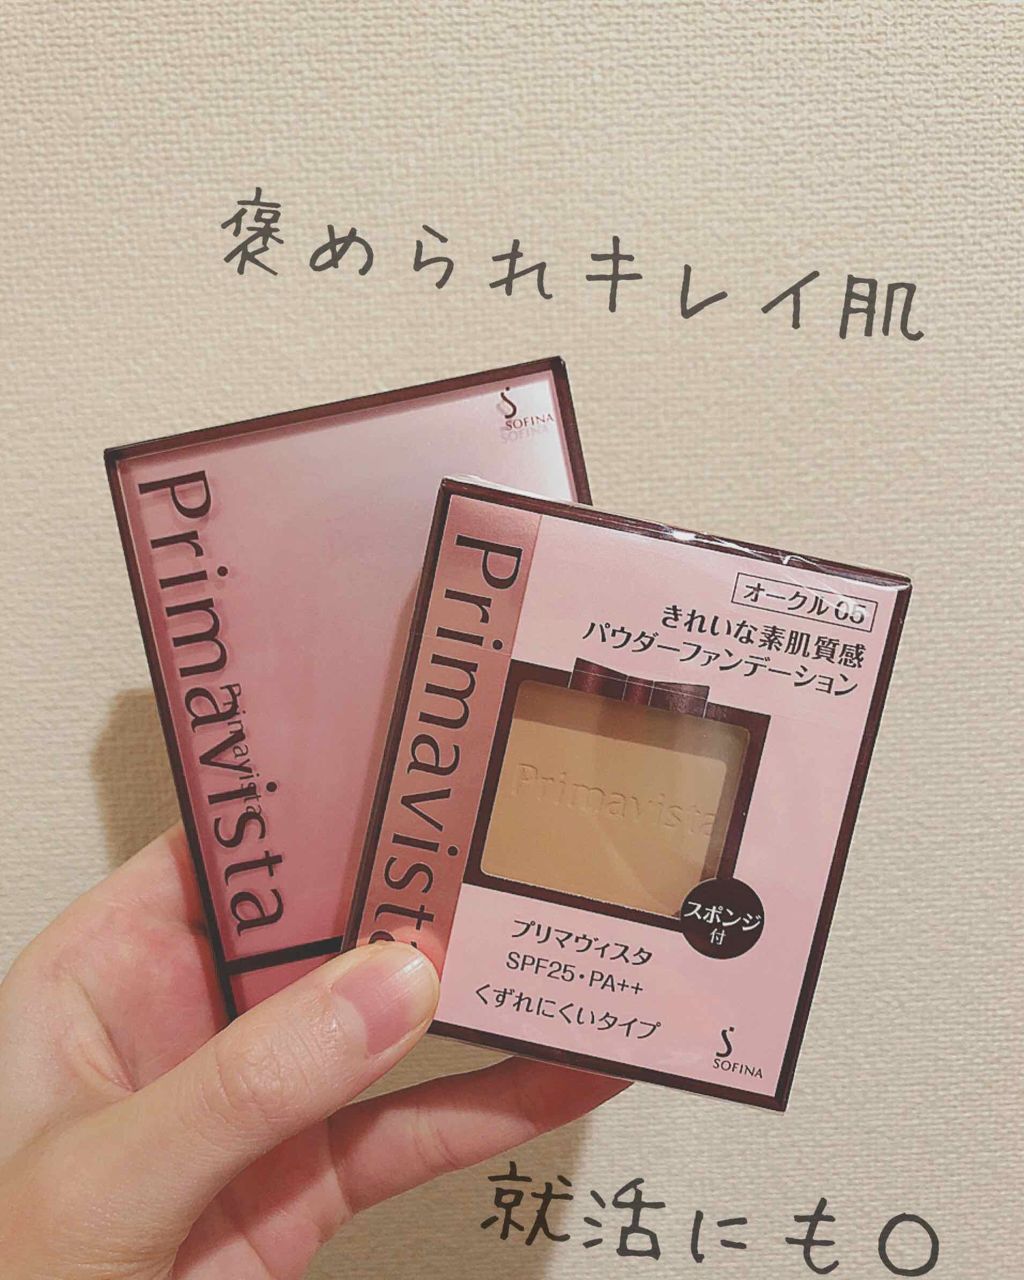 褒められキレイ肌
SOFINA
Primavista
Primavista
Primavista
オークル 05
きれいな素肌質感
パウダーファンデーション
Primavista
スポンジ
付
プリマヴィスタ
SPF25・PA++
くずれにくいタイプ
SOFINA
就活にも○